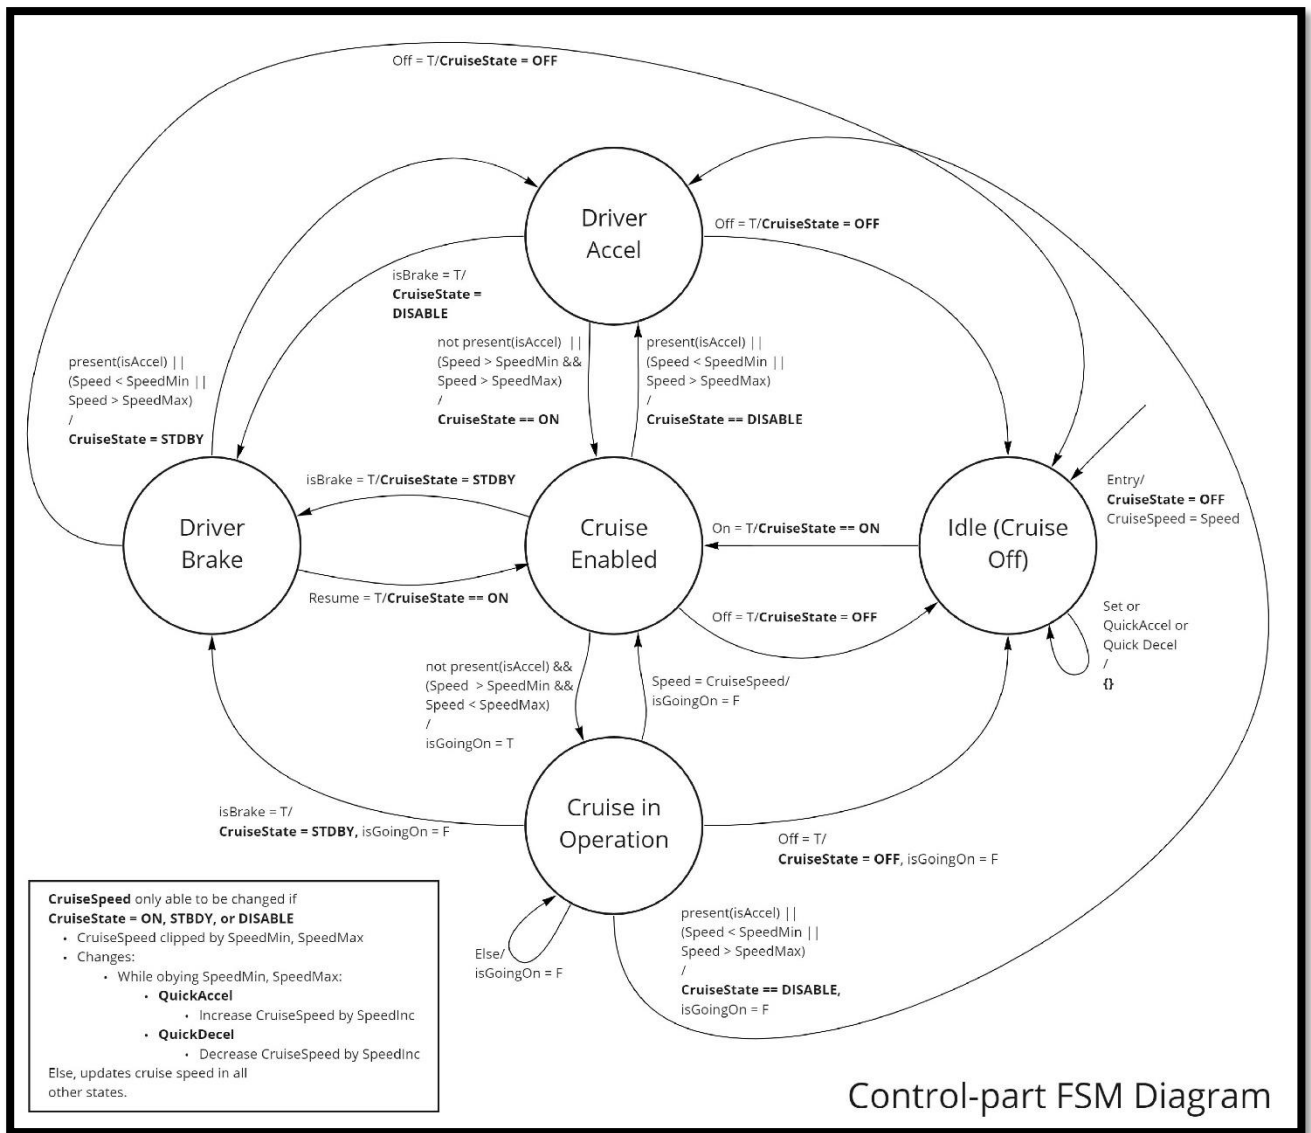 Off = T/CruiseState = OFF
Driver
Accel
Off = T/CruiseState = OFF
isBrake = T/
CruiseState =
DISABLE
not present(isAccel) ||
(Speed > SpeedMin &&
Speed > SpeedMax)
/
CruiseState == ON
present(isAccel) ||
(Speed < SpeedMin ||
Speed > SpeedMax)
/
CruiseState == DISABLE
present(isAccel) ||
(Speed < SpeedMin ||
Speed > SpeedMax)
/
CruiseState = STDBY
isBrake = T/CruiseState = STDBY
Driver
Brake
Cruise
Enabled
On = T/CruiseState == ON
Idle (Cruise
Off)
Entry/
CruiseState = OFF
CruiseSpeed = Speed
Resume = T/CruiseState == ON
Off = T/CruiseState = OFF
Set or
QuickAccel or
Quick Decel
/
{}
not present(isAccel) &&
(Speed > SpeedMin &&
Speed < SpeedMax)
/
isGoingOn = T
Speed = CruiseSpeed/
isGoingOn = F
isBrake = T/
CruiseState = STDBY, isGoingOn = F
Cruise in
Operation
Off = T/
CruiseState = OFF, isGoingOn = F
Else/
isGoingOn = F
present(isAccel) ||
(Speed < SpeedMin ||
Speed > SpeedMax)
/
CruiseState == DISABLE,
isGoingOn = F
CruiseSpeed only able to be changed if
CruiseState = ON, STBDY, or DISABLE
• CruiseSpeed clipped by SpeedMin, SpeedMax
• Changes:
• While obying SpeedMin, SpeedMax:
• QuickAccel
• Increase CruiseSpeed by SpeedInc
• QuickDecel
• Decrease CruiseSpeed by SpeedInc
Else, updates cruise speed in all
other states.
Control-part FSM Diagram